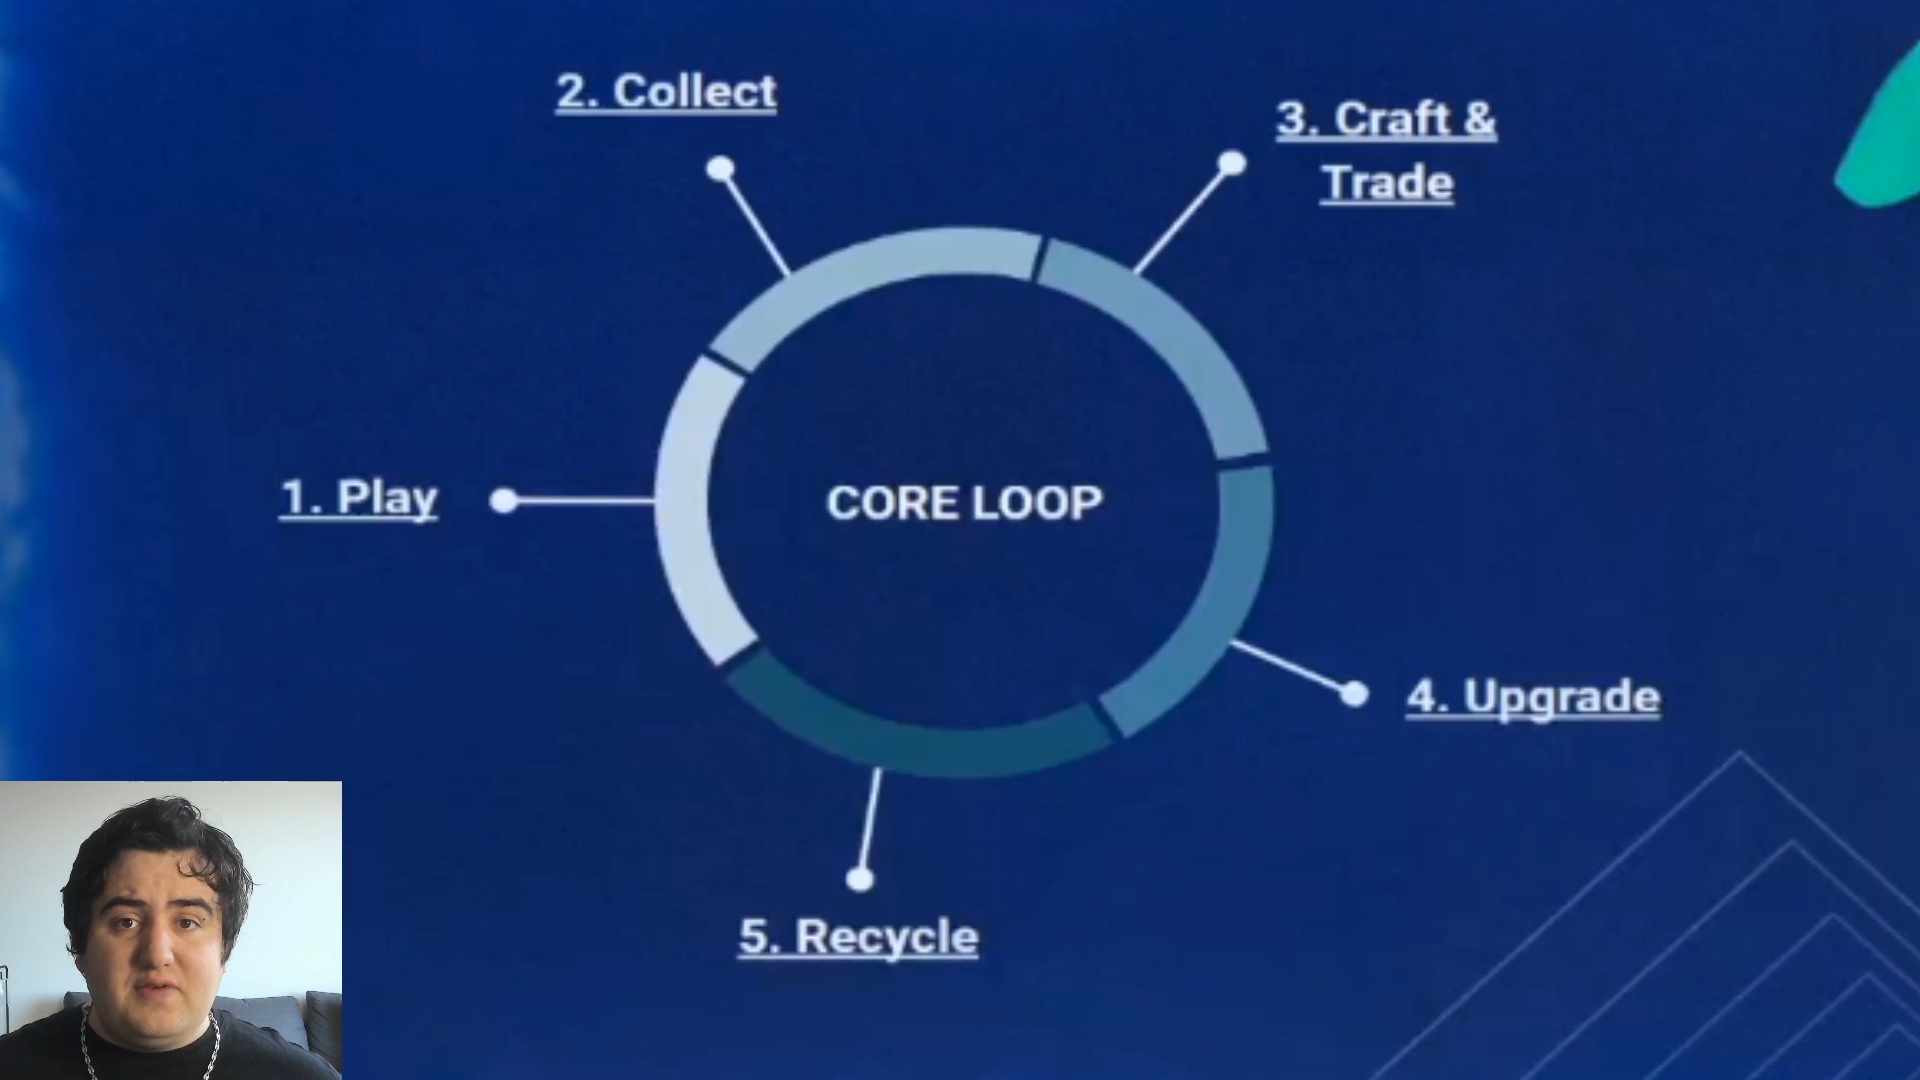 2. Collect
3. Craft &
Trade
1. Play
CORE LOOP
4. Upgrade
5. Recycle